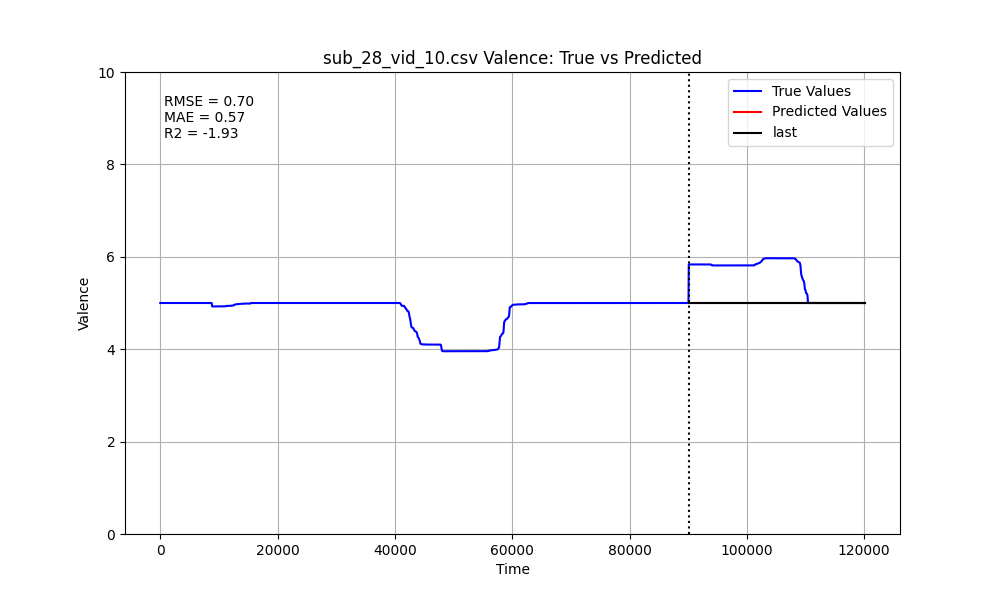 sub_28_vid_10.csv Valence: True vs Predicted
RMSE = 0.70
MAE = 0.57
R2 = -1.93
True Values
Predicted Values
last
Valence
10
8
6
4
2
0
0 20000 40000 60000 80000 100000 120000
Time